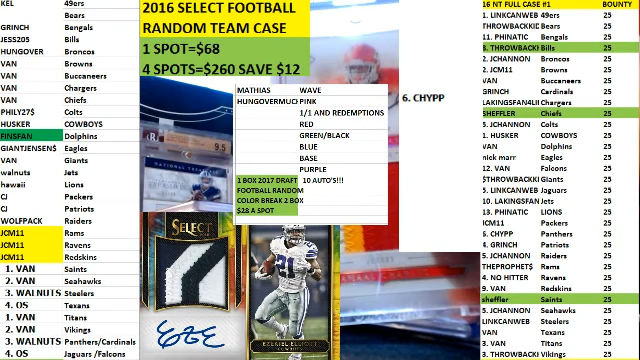 KEL 49ers
Bears
GRINCH Bengals
JESS205 Bills
HUNGOVER Broncos
VAN Browns
VAN Buccaneers
VAN Chargers
VAN Chiefs
PHILY27$ Colts
HUSKER COWBOYS
FINSFAN Dolphins
GIANTJENSEN$ Eagles
VAN Giants
walnuts Jets
hawaii Lions
CJ Packers
CJ Patriots
WOLFPACK Raiders
JCM11 Rams
JCM11 Ravens
JCM11 Redskins
1. VAN Saints
2. VAN Seahawks
3. WALNUTS Steelers
4. OS Texans
1. VAN Titans
2. VAN Vikings
3. WALNUTS Panthers/Cardinals
4. OS Jaguars /Falcons
2016 SELECT FOOTBALL
RANDOM TEAM CASE
1 SPOT=$68
4 SPOTS=$260 SAVE $12
MATHIAS WAVE
HUNGOVERMUCH PINK
1/1 AND REDEMPTIONS
RED
GREEN/BLACK
BLUE
BASE
PURPLE
1 BOX 2017 DRAFT 10 AUTO'S!!!
FOOTBALL RANDOM
COLOR BREAK 2 BOX
$28 A SPOT
9.5
SELECT
EZEKIEL ELLIOTT
6. CHYPP
16 NT FULL CASE #1 BOUNTY
1. LINKCANWEB 49ers 25
THROWBACKKI Bears 25
11. PHINATIC Bengals 25
8. THROWBACKI Bills 25
2. JCHANNON Broncos 25
2. JCM11 Browns 25
VAN Buccaneers 25
GRINCH Cardinals 25
LAKINGSFAN4LI Chargers 25
SHEFFLER Chiefs 25
5. JCHANNON Colts 25
1. HUSKER COWBOYS 25
VAN Dolphins 25
nick marr Eagles 25
12. VAN Falcons 25
$THROWBACKKI Giants 25
5. LINKCANWEB Jaguars 25
10. LAKINGSFAN Jets 25
13. PHINATIC LIONS 25
JCM11 Packers 25
6. CHYPP Panthers 25
4. GRINCH Patriots 25
5. JCHANNON Raiders 25
THEPROPHET$ Rams 25
4. NO HITTER Ravens 25
9. VAN Redskins 25
sheffler Saints 25
5. JCHANNON Seahawks 25
LINKCANWEB Steelers 25
VAN Texans 25
3. VAN Titans 25
3. THROWBACK Vikings 25